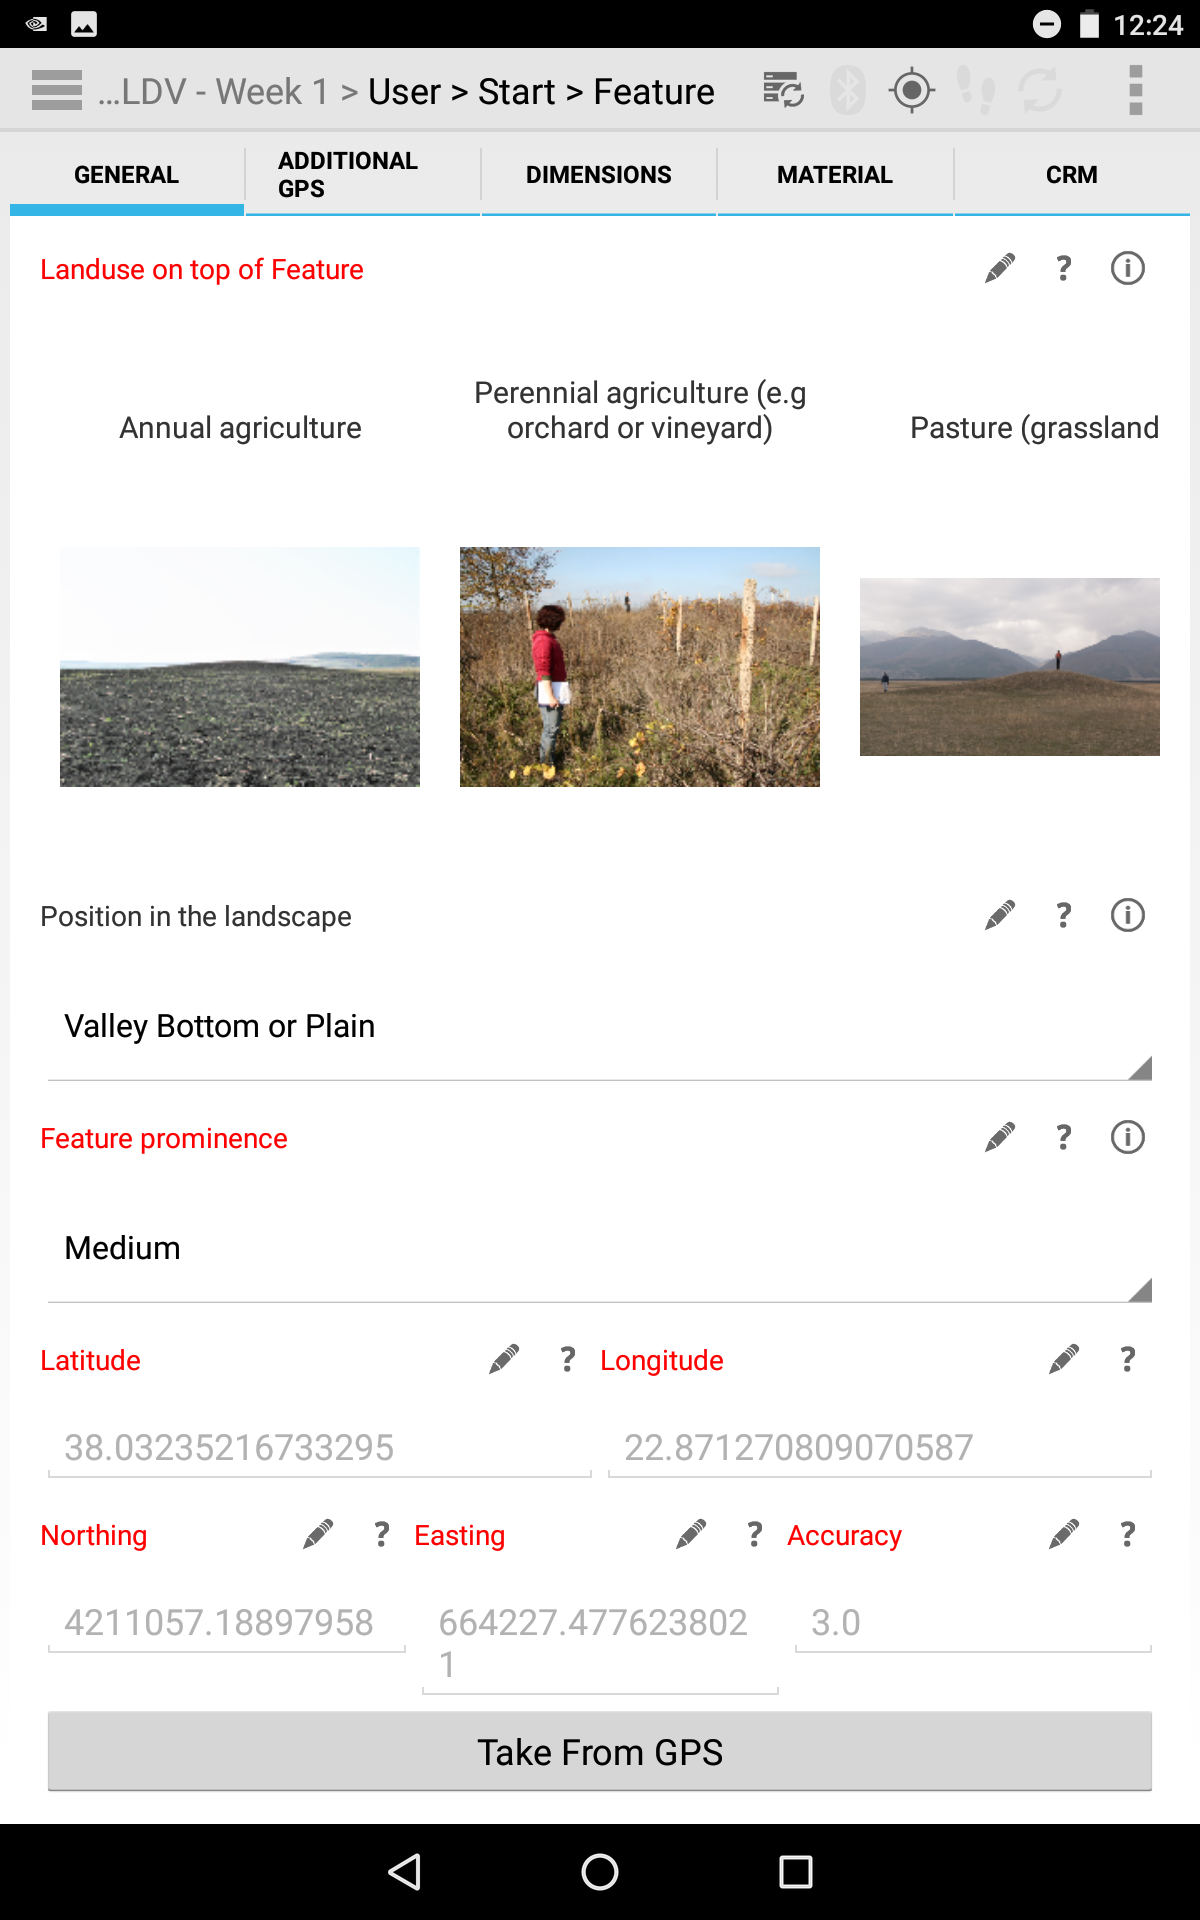 12:24
...LDV - Week 1 > User > Start > Feature
GENERAL
ADDITIONAL
GPS
DIMENSIONS
MATERIAL
CRM
Landuse on top of Feature
?
Annual agriculture
Perennial agriculture (e.g
orchard or vineyard)
Pasture (grassland
Position in the landscape
?
Valley Bottom or Plain
Feature prominence
?
Medium
Latitude ? Longitude ?
38.03235216733295 22.871270809070587
Northing ? Easting ? Accuracy ?
4211057.18897958 664227.477623802 3.0
1
Take From GPS